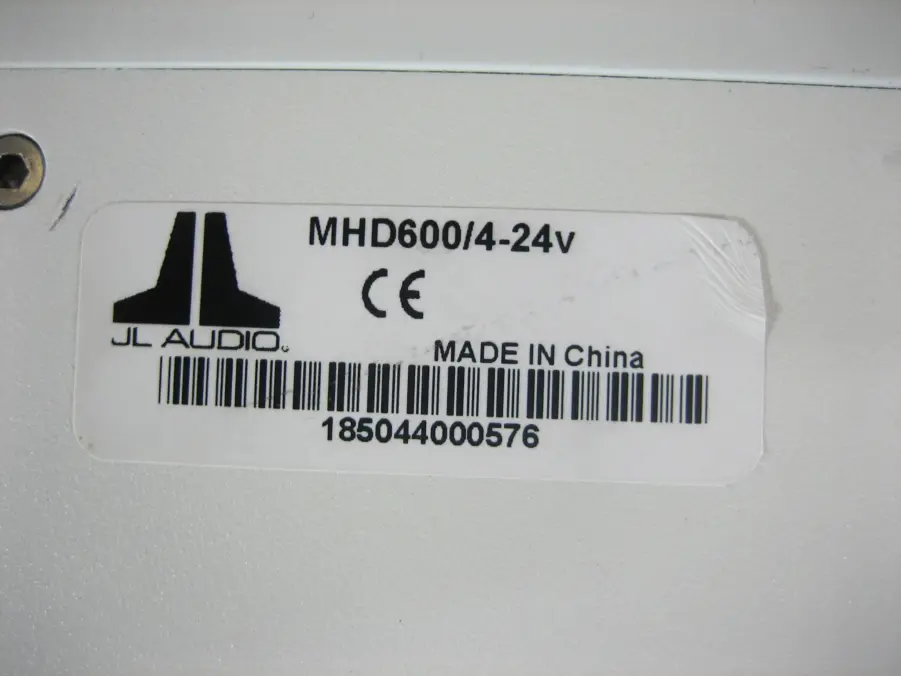 MHD600/4-24v
CE
JL AUDIO
MADE IN China
185044000576